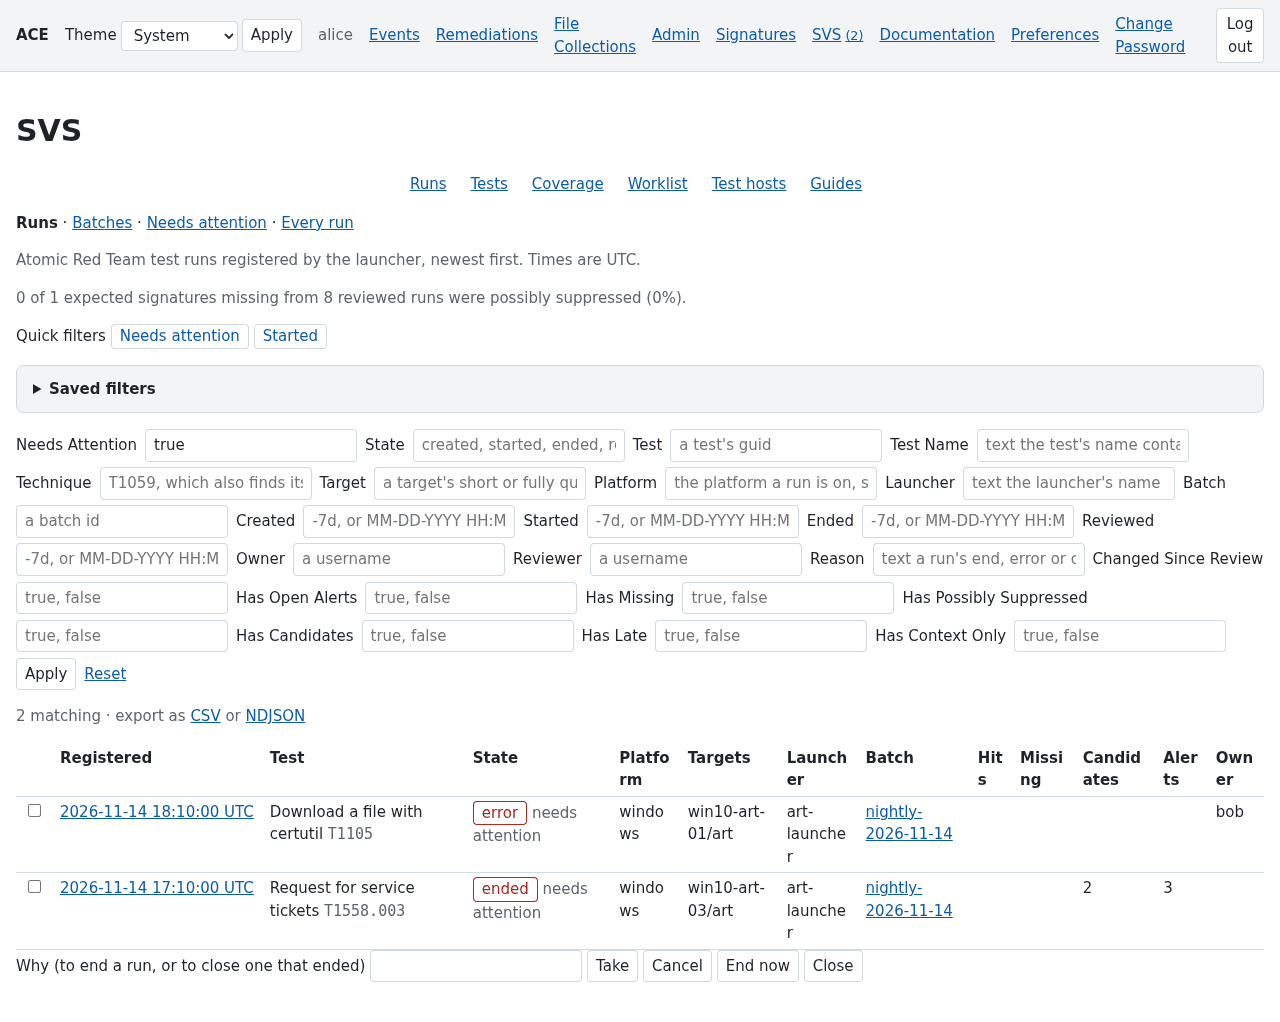 ACE Theme System Apply alice Events Remediations File Collections Admin Signatures SVS (2) Documentation Preferences Change Password Log out
SVS
Runs Tests Coverage Worklist Test hosts Guides
Runs · Batches · Needs attention · Every run
Atomic Red Team test runs registered by the launcher, newest first. Times are UTC.
0 of 1 expected signatures missing from 8 reviewed runs were possibly suppressed (0%).
Quick filters Needs attention Started
Saved filters
Needs Attention true State created, started, ended, r Test a test's guid Test Name text the test's name conta
Technique T1059, which also finds its Target a target's short or fully qu Platform the platform a run is on, s Launcher text the launcher's name Batch
a batch id Created -7d, or MM-DD-YYYY HH:M Started -7d, or MM-DD-YYYY HH:M Ended -7d, or MM-DD-YYYY HH:M Reviewed
-7d, or MM-DD-YYYY HH:M Owner a username Reviewer a username Reason text a run's end, error or c Changed Since Review
true, false Has Open Alerts true, false Has Missing true, false Has Possibly Suppressed
true, false Has Candidates true, false Has Late true, false Has Context Only true, false
Apply Reset
2 matching · export as CSV or NDJSON
Registered Test State Platform Targets Launcher Batch Hits Missing Candidates Alerts Owner
2026-11-14 18:10:00 UTC Download a file with certutil T1105 error needs attention windows win10-art-01/art art-launcher nightly-2026-11-14 bob
2026-11-14 17:10:00 UTC Request for service tickets T1558.003 ended needs attention windows win10-art-03/art art-launcher nightly-2026-11-14 2 3
Why (to end a run, or to close one that ended) Take Cancel End now Close